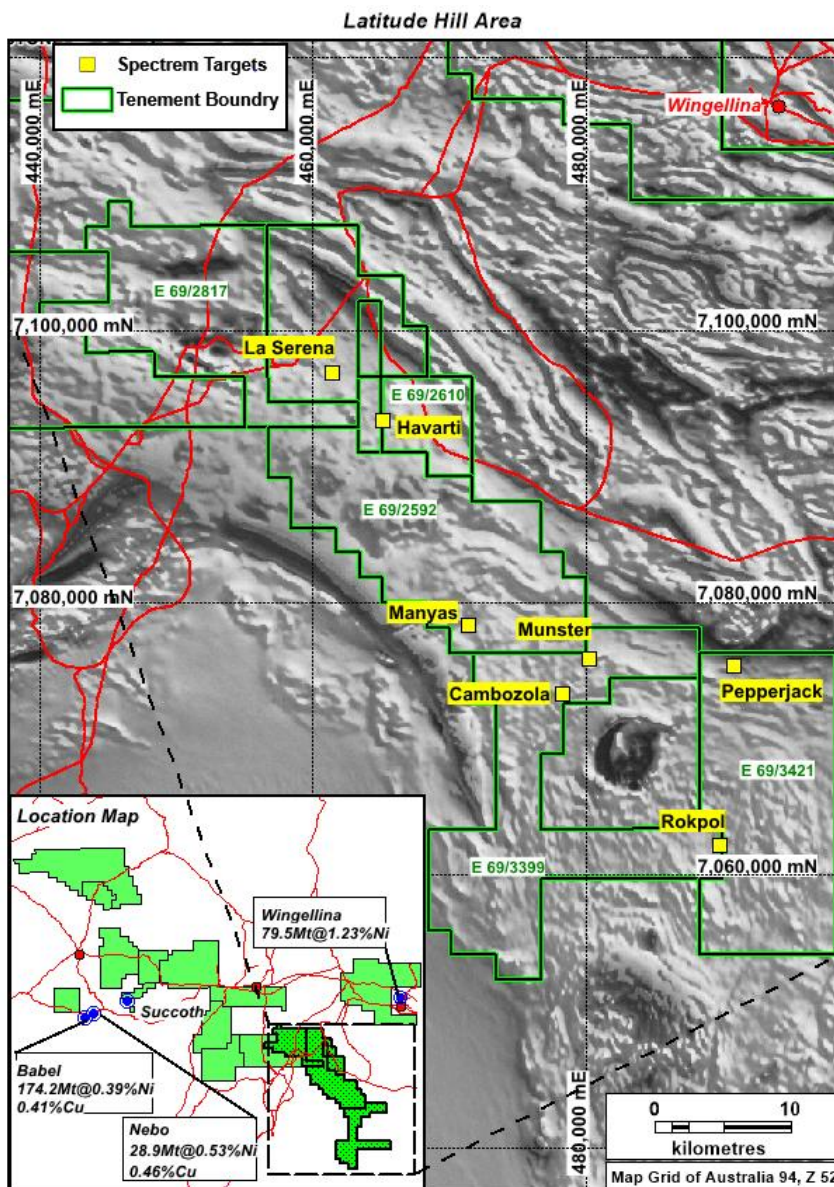 Latitude Hill Area
Spectrem Targets
Tenement Boundry
440,000 mE
460,000 mE
480,000 mE
Wingellina
E 69/2817
7,100,000 mN
7,100,000 mN
La Serena
E 69/2610
Havarti
E 69/2592
7,080,000 mN
7,080,000 mN
Manyas
Munster
Cambozola
Pepperjack
E 69/3421
Rokpol
7,060,000 mN
E 69/3399
Location Map
Wingellina
79.5Mt@1.23%Ni
Succoth
Babel
174.2Mt@0.39%Ni
0.41%Cu
Nebo
28.9Mt@0.53%Ni
0.46%Cu
480,000 mE
0 10
kilometres
Map Grid of Australia 94, Z 52